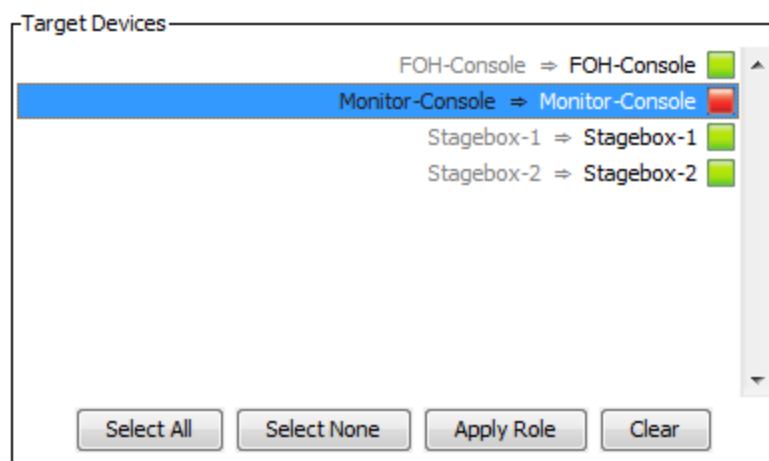 Target Devices
FOH-Console ⇒ FOH-Console
Monitor-Console ⇒ Monitor-Console
Stagebox-1 ⇒ Stagebox-1
Stagebox-2 ⇒ Stagebox-2
Select All Select None Apply Role Clear